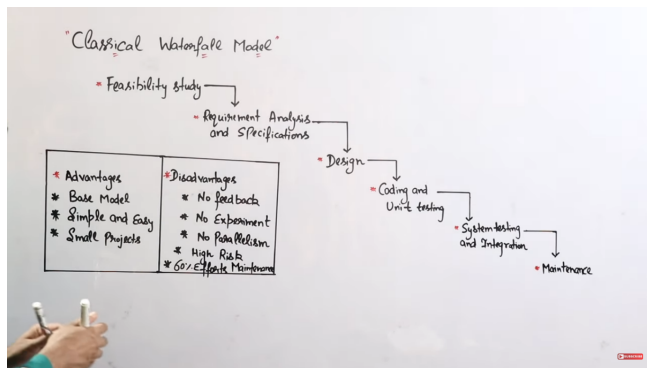 "Classical Waterfall Model"
* Feasibility study
* Requirement Analysis
and Specifications
* Design
* Coding and
Unit testing
* System testing
and Integration
* Maintenance
* Advantages
* Base Model
* Simple and Easy
* Small Projects
* Disadvantages
* No feedback
* No Experiment
* No Parallelism
* High Risk
* 60% Efforts Maintenance
SUBSCRIBE